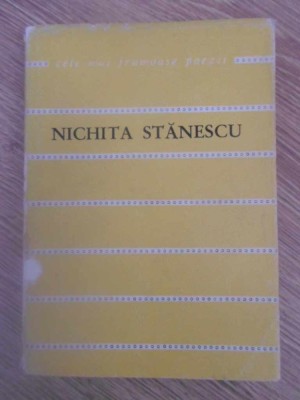 cele mai frumoase poezii
NICHITA STĂNESCU